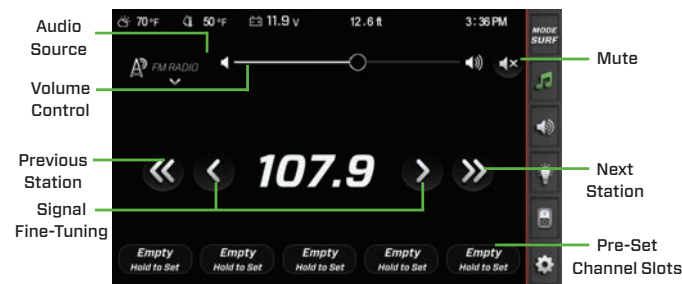 70°F 50°F 11.9 V 12.6 ft 3:36 PM
MODE
SURF
Audio
Source
FM RADIO
Mute
Volume
Control
Previous
Station
107.9
Next
Station
Signal
Fine-Tuning
Empty
Hold to Set
Empty
Hold to Set
Empty
Hold to Set
Empty
Hold to Set
Empty
Hold to Set
Pre-Set
Channel Slots